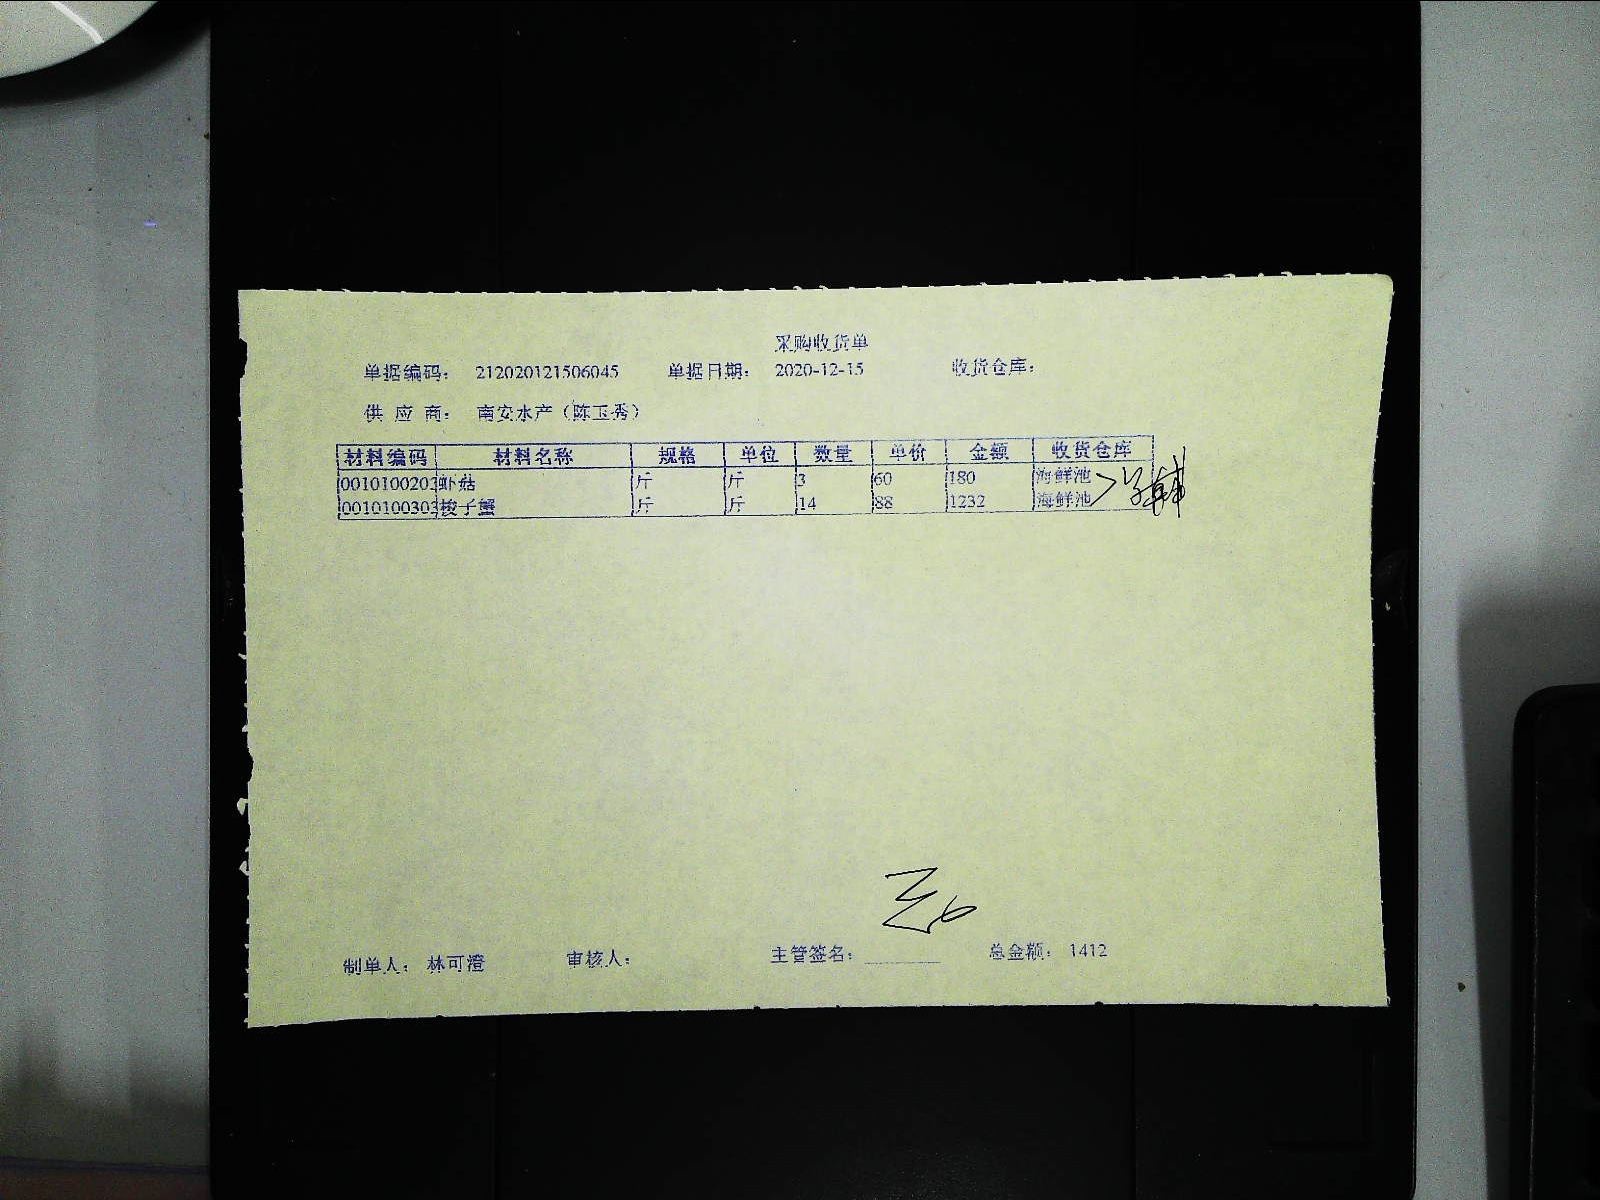 采购收货单
单据编码： 212020121506045 单据日期： 2020-12-15 收货仓库：
供 应 商： 南安水产（陈玉秀）
材料编码 材料名称 规格 单位 数量 单价 金额 收货仓库
0010100203 虾菇 斤 斤 3 60 180 海鲜池
0010100303 梭子蟹 斤 斤 14 88 1232 海鲜池
制单人： 林可澄 审核人： 主管签名： 总金额： 1412